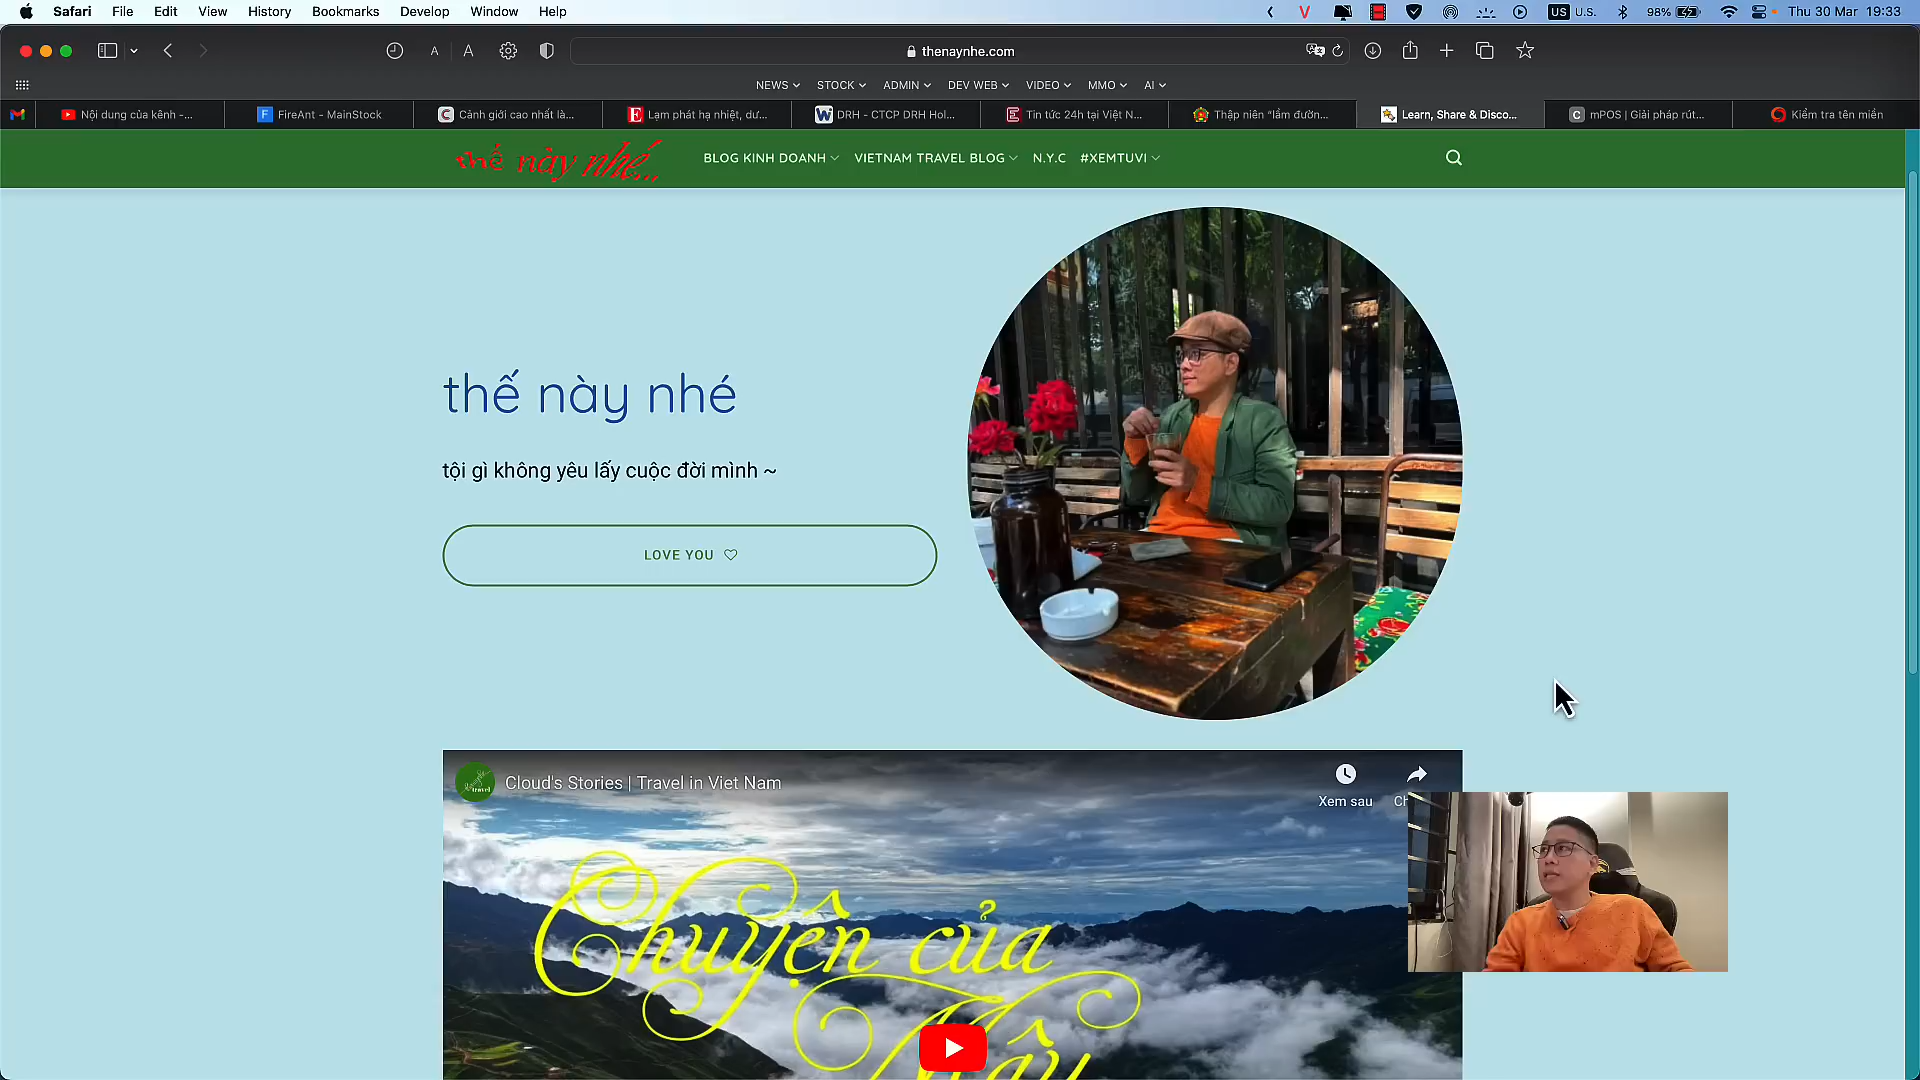 Safari File Edit View History Bookmarks Develop Window Help
V US U.S. 98% Thu 30 Mar 19:33
A A thenaynhe.com
NEWS STOCK ADMIN DEV WEB VIDEO MMO AI
Nội dung của kênh -...
FireAnt - MainStock
Cảnh giới cao nhất là...
Lạm phát hạ nhiệt, dư...
DRH - CTCP DRH Hol...
Tin tức 24h tại Việt N...
Thập niên "lầm đườn...
Learn, Share & Disco...
mPOS | Giải pháp rút...
Kiểm tra tên miền
thế này nhé...
BLOG KINH DOANH VIETNAM TRAVEL BLOG N.Y.C #XEMTUVI
thế này nhé
tội gì không yêu lấy cuộc đời mình ~
LOVE YOU
Cloud's Stories | Travel in Viet Nam
Xem sau
Chuyện của
Mây